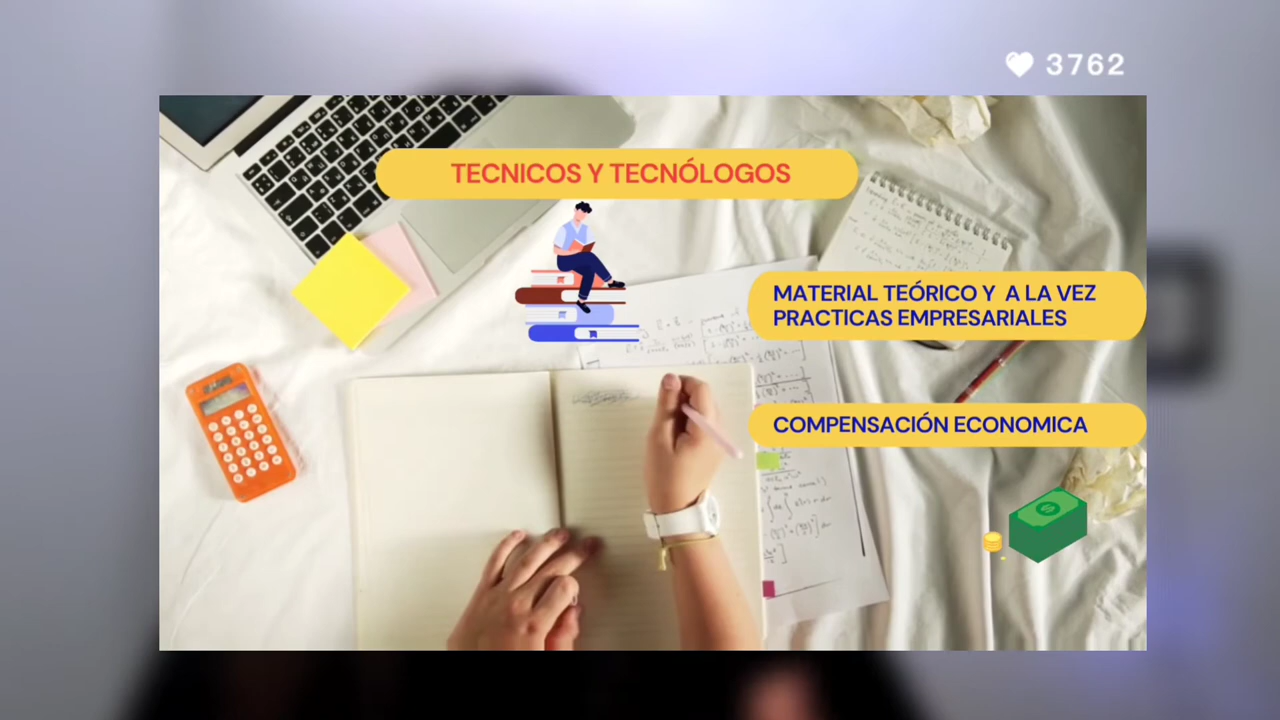 3762
TECNICOS Y TECNÓLOGOS
MATERIAL TEÓRICO Y A LA VEZ
PRACTICAS EMPRESARIALES
COMPENSACIÓN ECONOMICA